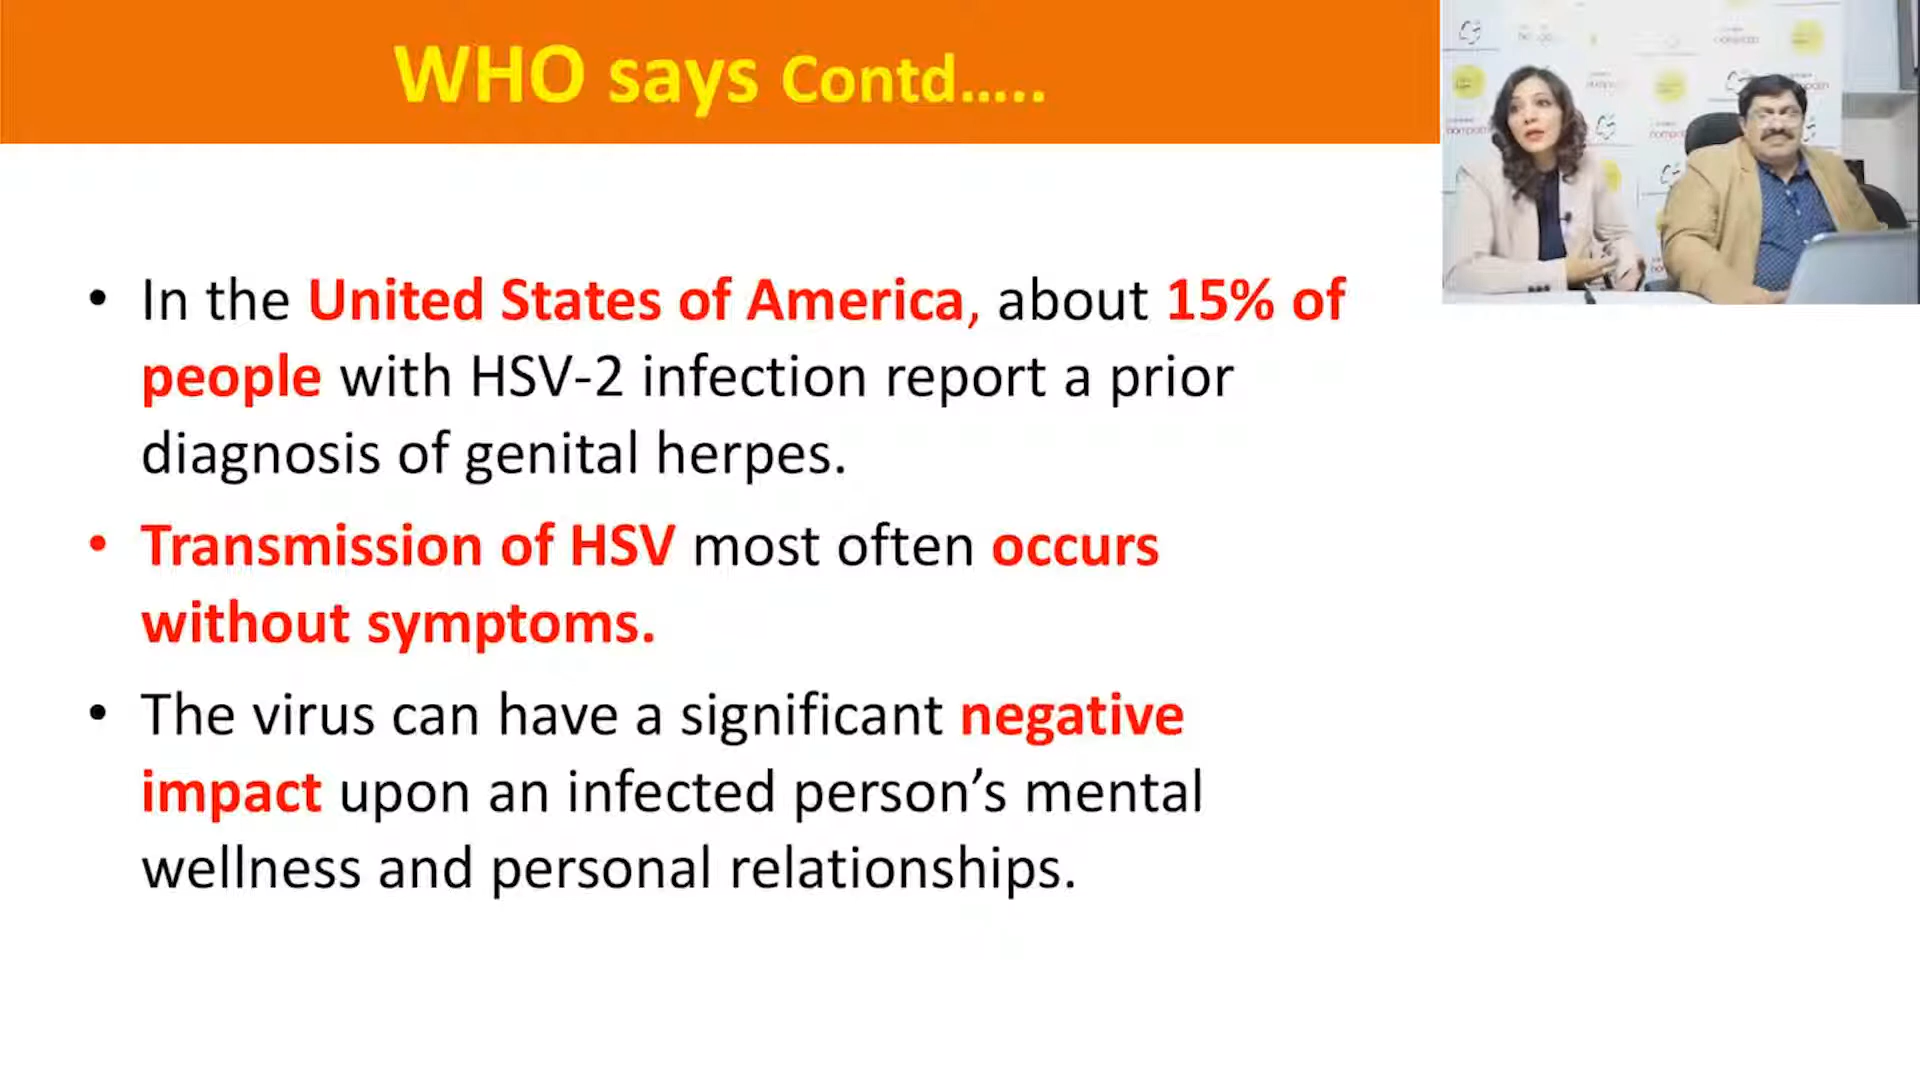 WHO says Contd.....
• In the United States of America, about 15% of
people with HSV-2 infection report a prior
diagnosis of genital herpes.
• Transmission of HSV most often occurs
without symptoms.
• The virus can have a significant negative
impact upon an infected person’s mental
wellness and personal relationships.